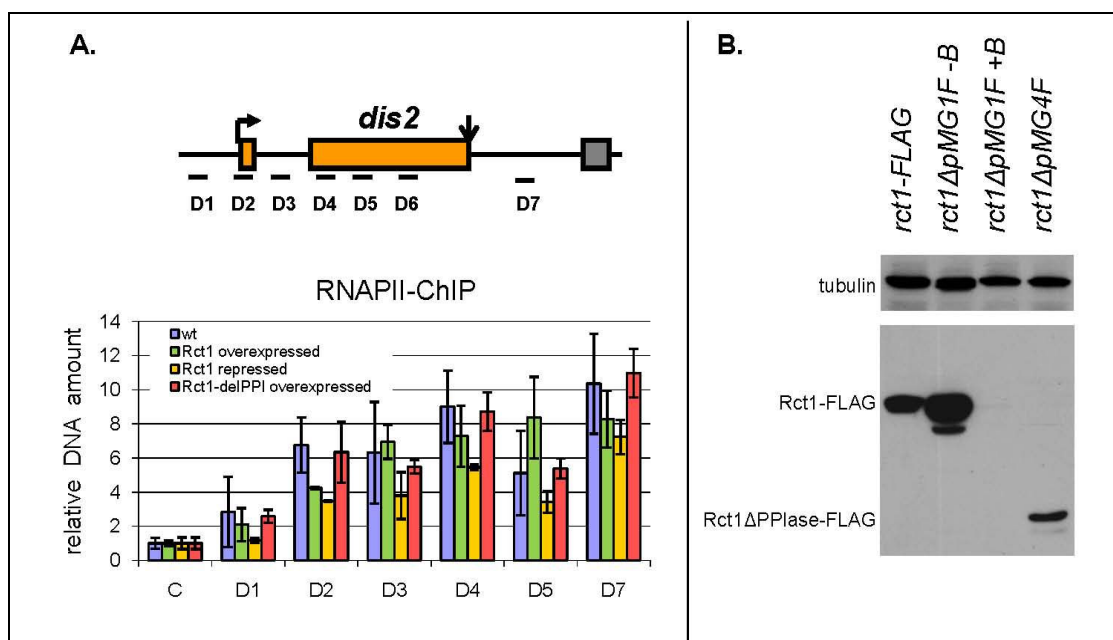 A.
dis2
D1 D2 D3 D4 D5 D6 D7
RNAPII-ChIP
relative DNA amount
14
12
10
8
6
4
2
0
wt
Rct1 overexpressed
Rct1 repressed
Rct1-delPPI overexpressed
C D1 D2 D3 D4 D5 D7
B.
rct1-FLAG
rct1ΔpMG1F -B
rct1ΔpMG1F +B
rct1ΔpMG4F
tubulin
Rct1-FLAG
Rct1ΔPPIase-FLAG